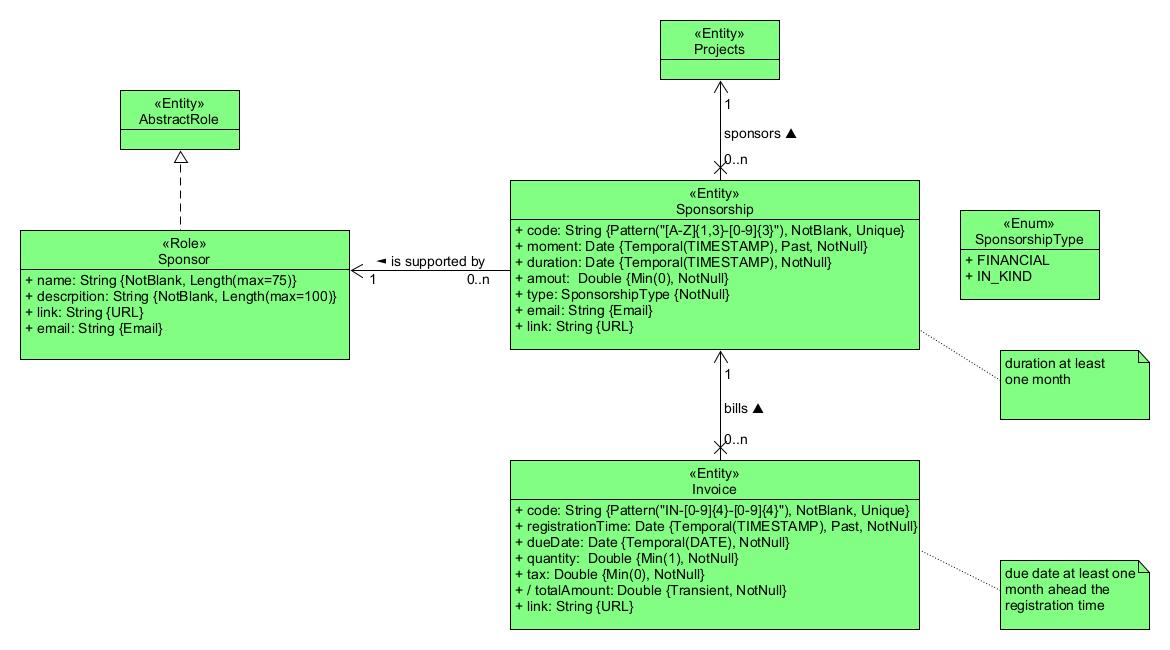 «Entity»
Projects
1
sponsors ▲
0..n
«Entity»
AbstractRole
«Role»
Sponsor
+ name: String {NotBlank, Length(max=75)}
+ descrpition: String {NotBlank, Length(max=100)}
+ link: String {URL}
+ email: String {Email}
◄ is supported by
1
0..n
«Entity»
Sponsorship
+ code: String {Pattern("[A-Z]{1,3}-[0-9]{3}"), NotBlank, Unique}
+ moment: Date {Temporal(TIMESTAMP), Past, NotNull}
+ duration: Date {Temporal(TIMESTAMP), NotNull}
+ amout:  Double {Min(0), NotNull}
+ type: SponsorshipType {NotNull}
+ email: String {Email}
+ link: String {URL}
«Enum»
SponsorshipType
+ FINANCIAL
+ IN_KIND
duration at least
one month
1
bills ▲
0..n
«Entity»
Invoice
+ code: String {Pattern("IN-[0-9]{4}-[0-9]{4}"), NotBlank, Unique}
+ registrationTime: Date {Temporal(TIMESTAMP), Past, NotNull}
+ dueDate: Date {Temporal(DATE), NotNull}
+ quantity:  Double {Min(1), NotNull}
+ tax: Double {Min(0), NotNull}
+ / totalAmount: Double {Transient, NotNull}
+ link: String {URL}
due date at least one
month ahead the
registration time